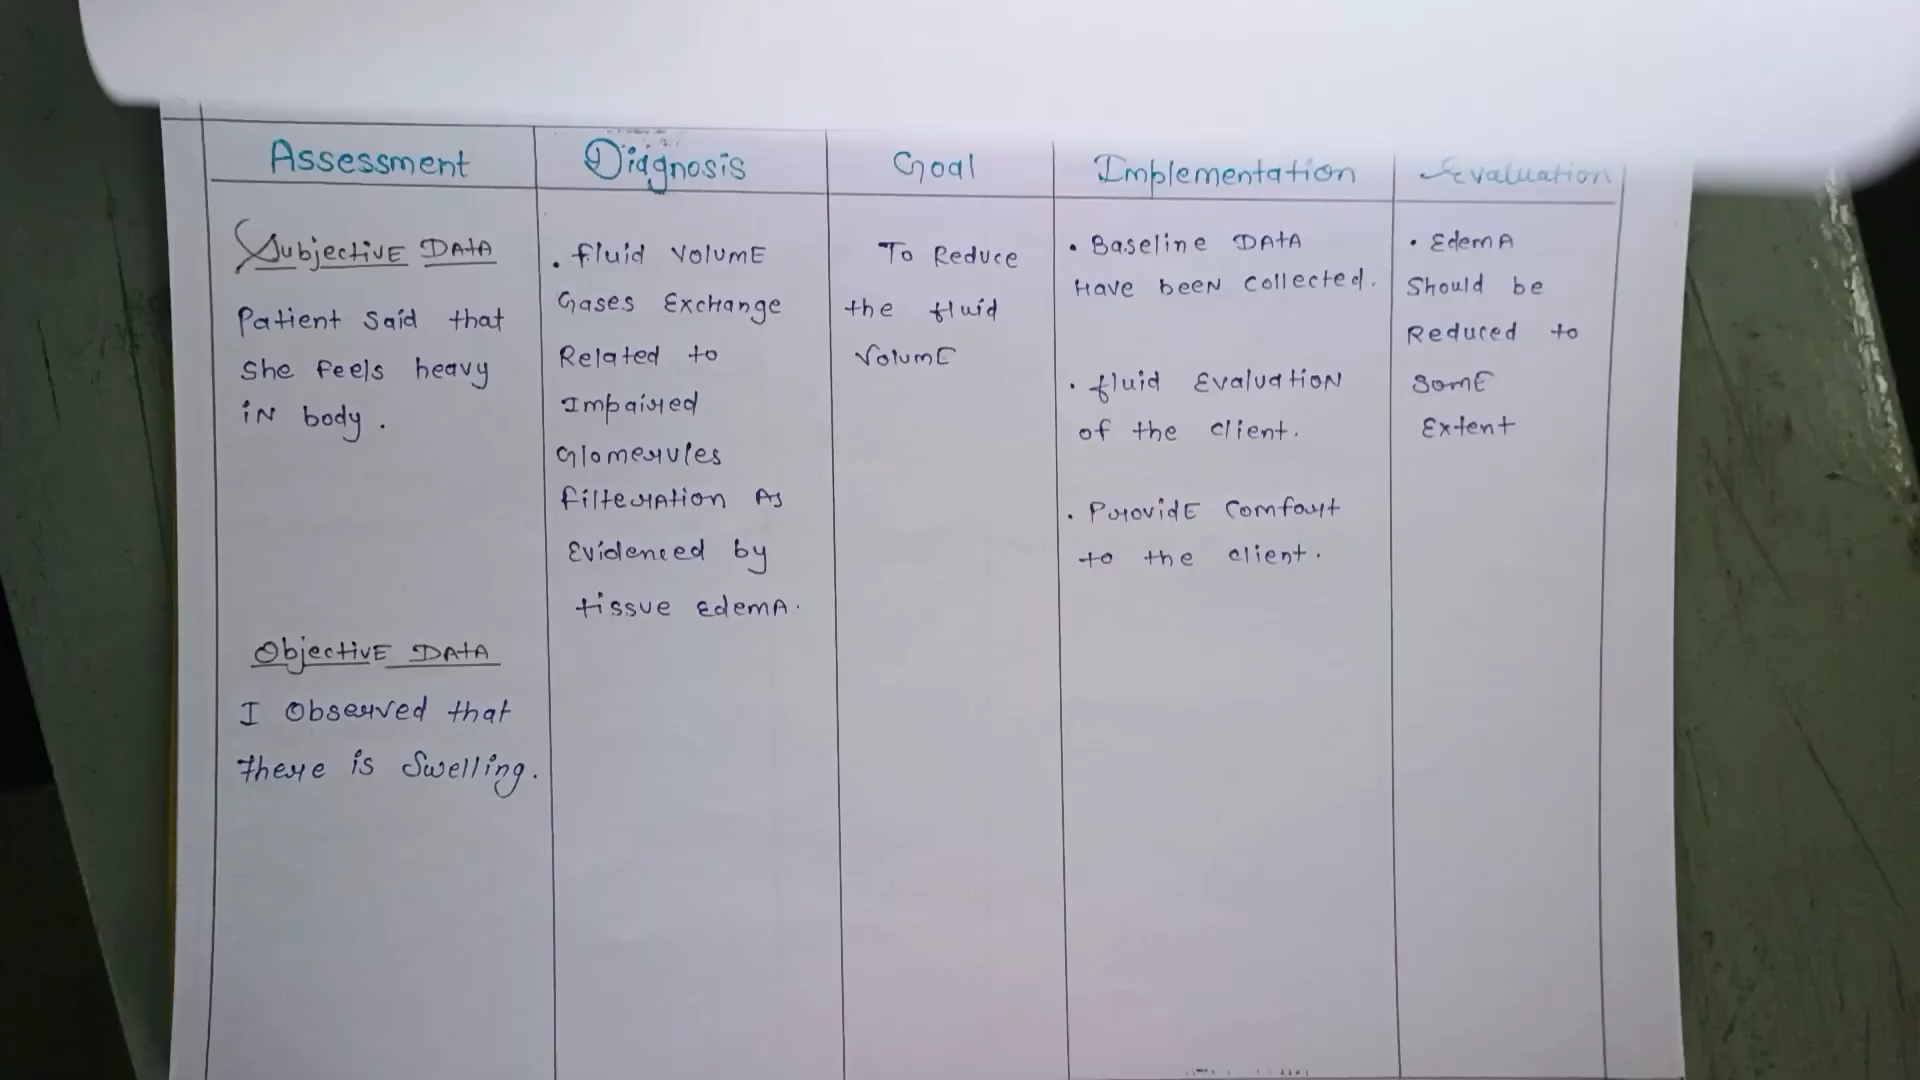 Assessment
Diagnosis
Goal
Implementation
Evaluation
Subjective Data
Patient said that
she feels heavy
in body.
Objective Data
I observed that
there is swelling.
. Fluid Volume
Gases Exchange
Related to
Impaired
Glomerules
filteration As
Evidenced by
tissue Edema.
To Reduce
the fluid
Volume
• Baseline Data
Have been collected.
• fluid Evaluation
of the client.
• Provide Comfort
to the client.
• Edema
Should be
Reduced to
some
Extent